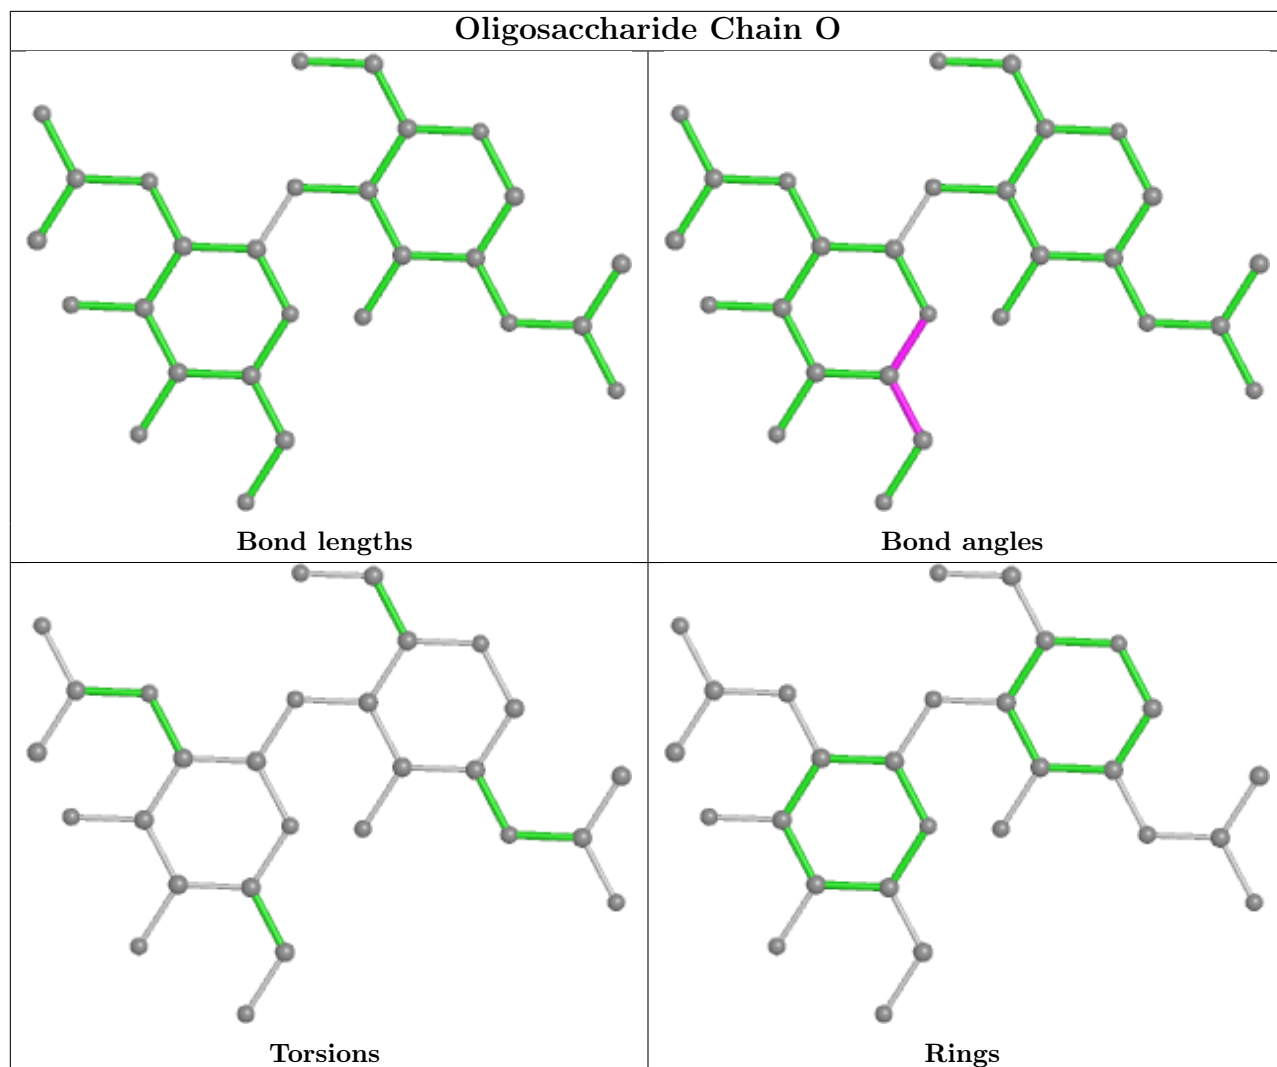 Oligosaccharide Chain O
Bond lengths
Bond angles
Torsions
Rings